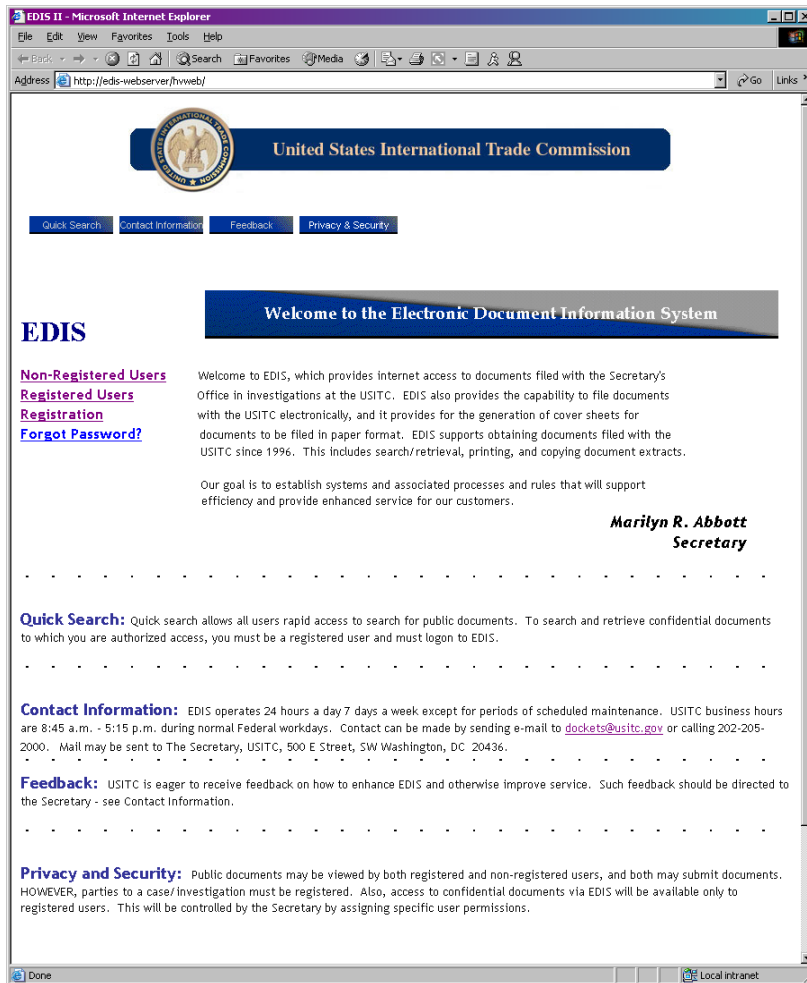 EDIS II - Microsoft Internet Explorer
File Edit View Favorites Tools Help
Back Search Favorites Media
Address http://edis-webserver/hvweb/ Go Links
UNITED STATES INTERNATIONAL TRADE COMMISSION
United States International Trade Commission
Quick Search Contact Information Feedback Privacy & Security
Welcome to the Electronic Document Information System
EDIS
Non-Registered Users
Registered Users
Registration
Forgot Password?
Welcome to EDIS, which provides internet access to documents filed with the Secretary's
Office in investigations at the USITC. EDIS also provides the capability to file documents
with the USITC electronically, and it provides for the generation of cover sheets for
documents to be filed in paper format. EDIS supports obtaining documents filed with the
USITC since 1996. This includes search/retrieval, printing, and copying document extracts.
Our goal is to establish systems and associated processes and rules that will support
efficiency and provide enhanced service for our customers.
Marilyn R. Abbott
Secretary
Quick Search: Quick search allows all users rapid access to search for public documents. To search and retrieve confidential documents
to which you are authorized access, you must be a registered user and must logon to EDIS.
Contact Information: EDIS operates 24 hours a day 7 days a week except for periods of scheduled maintenance. USITC business hours
are 8:45 a.m. - 5:15 p.m. during normal Federal workdays. Contact can be made by sending e-mail to dockets@usitc.gov or calling 202-205-
2000. Mail may be sent to The Secretary, USITC, 500 E Street, SW Washington, DC 20436.
Feedback: USITC is eager to receive feedback on how to enhance EDIS and otherwise improve service. Such feedback should be directed to
the Secretary - see Contact Information.
Privacy and Security: Public documents may be viewed by both registered and non-registered users, and both may submit documents.
HOWEVER, parties to a case/investigation must be registered. Also, access to confidential documents via EDIS will be available only to
registered users. This will be controlled by the Secretary by assigning specific user permissions.
Done Local intranet